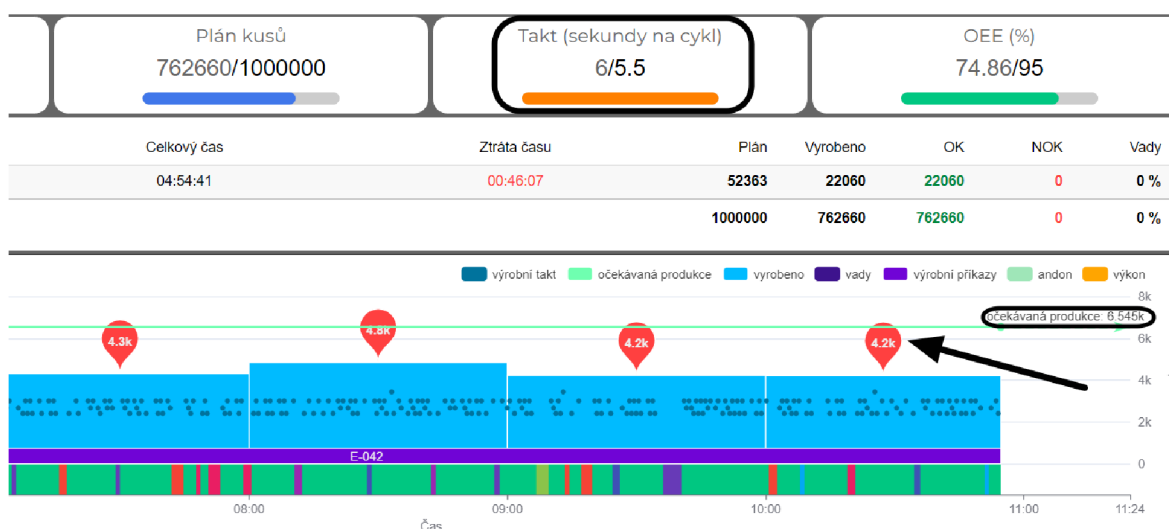 Plán kusů Takt (sekundy na cykl) OEE (%)
762660/1000000 6/5.5 74.86/95
Celkový čas Ztráta času Plán Vyrobeno OK NOK Vady
04:54:41 00:46:07 52363 22060 22060 0 0 %
1000000 762660 762660 0 0 %
výrobní takt očekávaná produkce vyrobeno vady výrobní příkazy andon výkon
8k
očekávaná produkce: 6,545k
4.3k 4.8k 4.2k 4.2k 6k
4k
2k
E-042 0
08:00 09:00 10:00 11:00 11:24
Čas